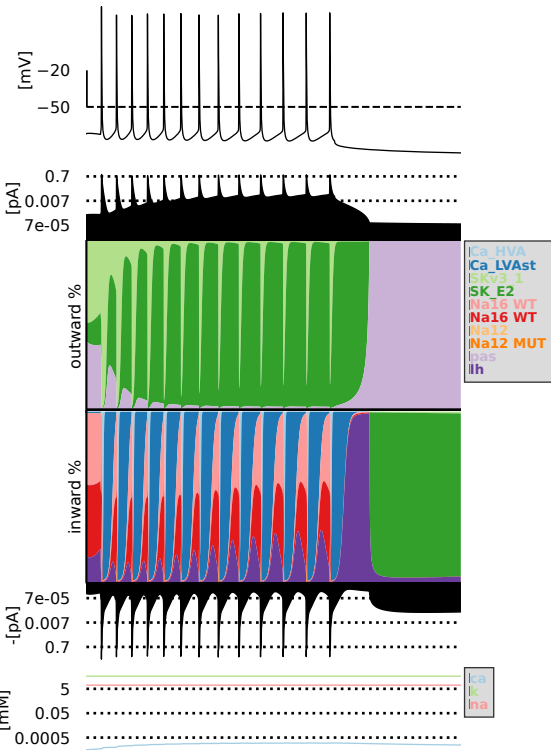 [mV]
−20
−50
[pA]
0.7
0.007
7e-05
outward %
Ca_HVA
Ca_LVAst
SKv3_1
SK_E2
Na16 WT
Na16 WT
Na12
Na12 MUT
pas
Ih
inward %
-[pA]
7e-05
0.007
0.7
[mM]
5
0.05
0.0005
ca
k
na